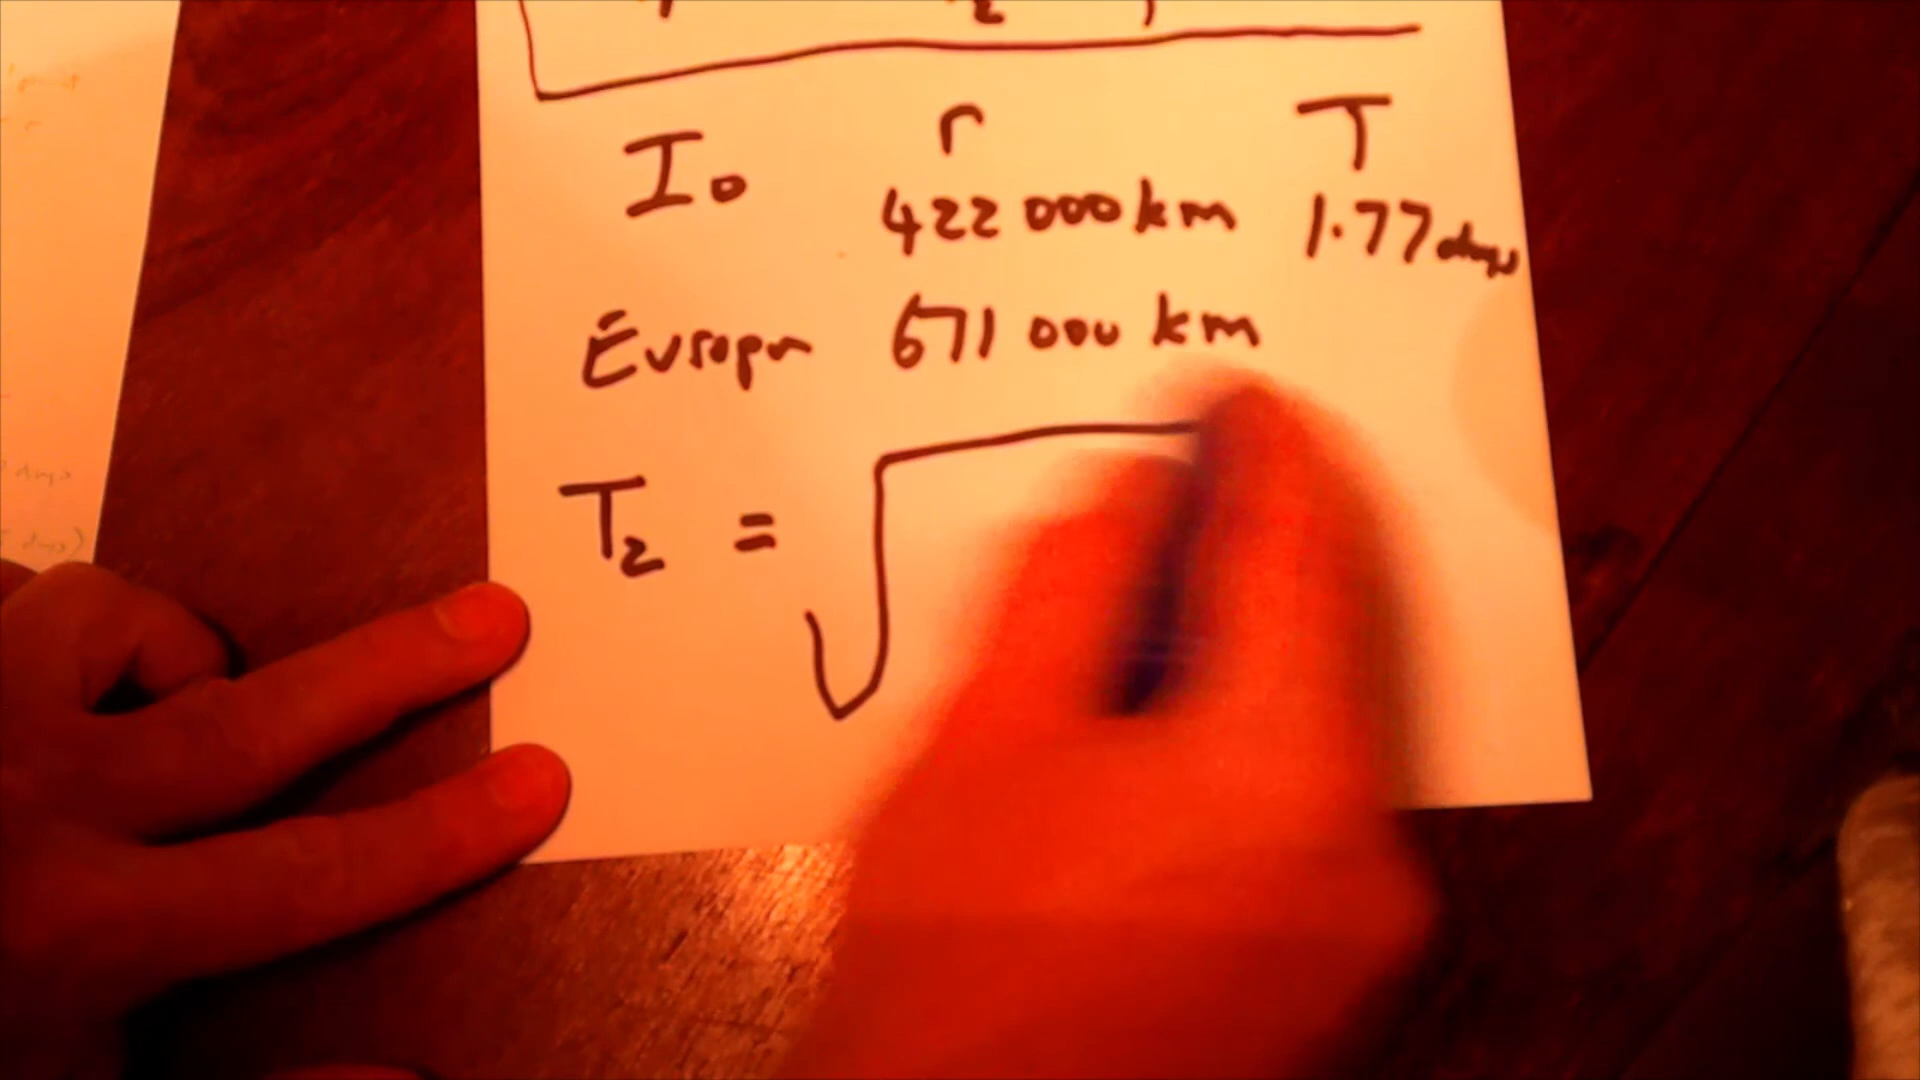 r T
Io 422 000 km 1.77 days
Europa 671 000 km
T2 = √